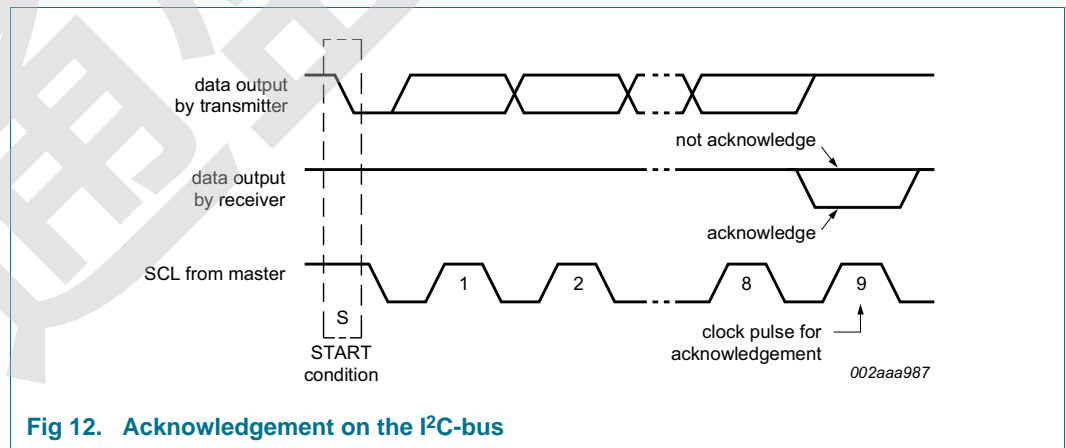 data output
by transmitter
not acknowledge
data output
by receiver
acknowledge
SCL from master
1
2
8
9
S
START
condition
clock pulse for
acknowledgement
002aaa987
Fig 12. Acknowledgement on the I²C-bus